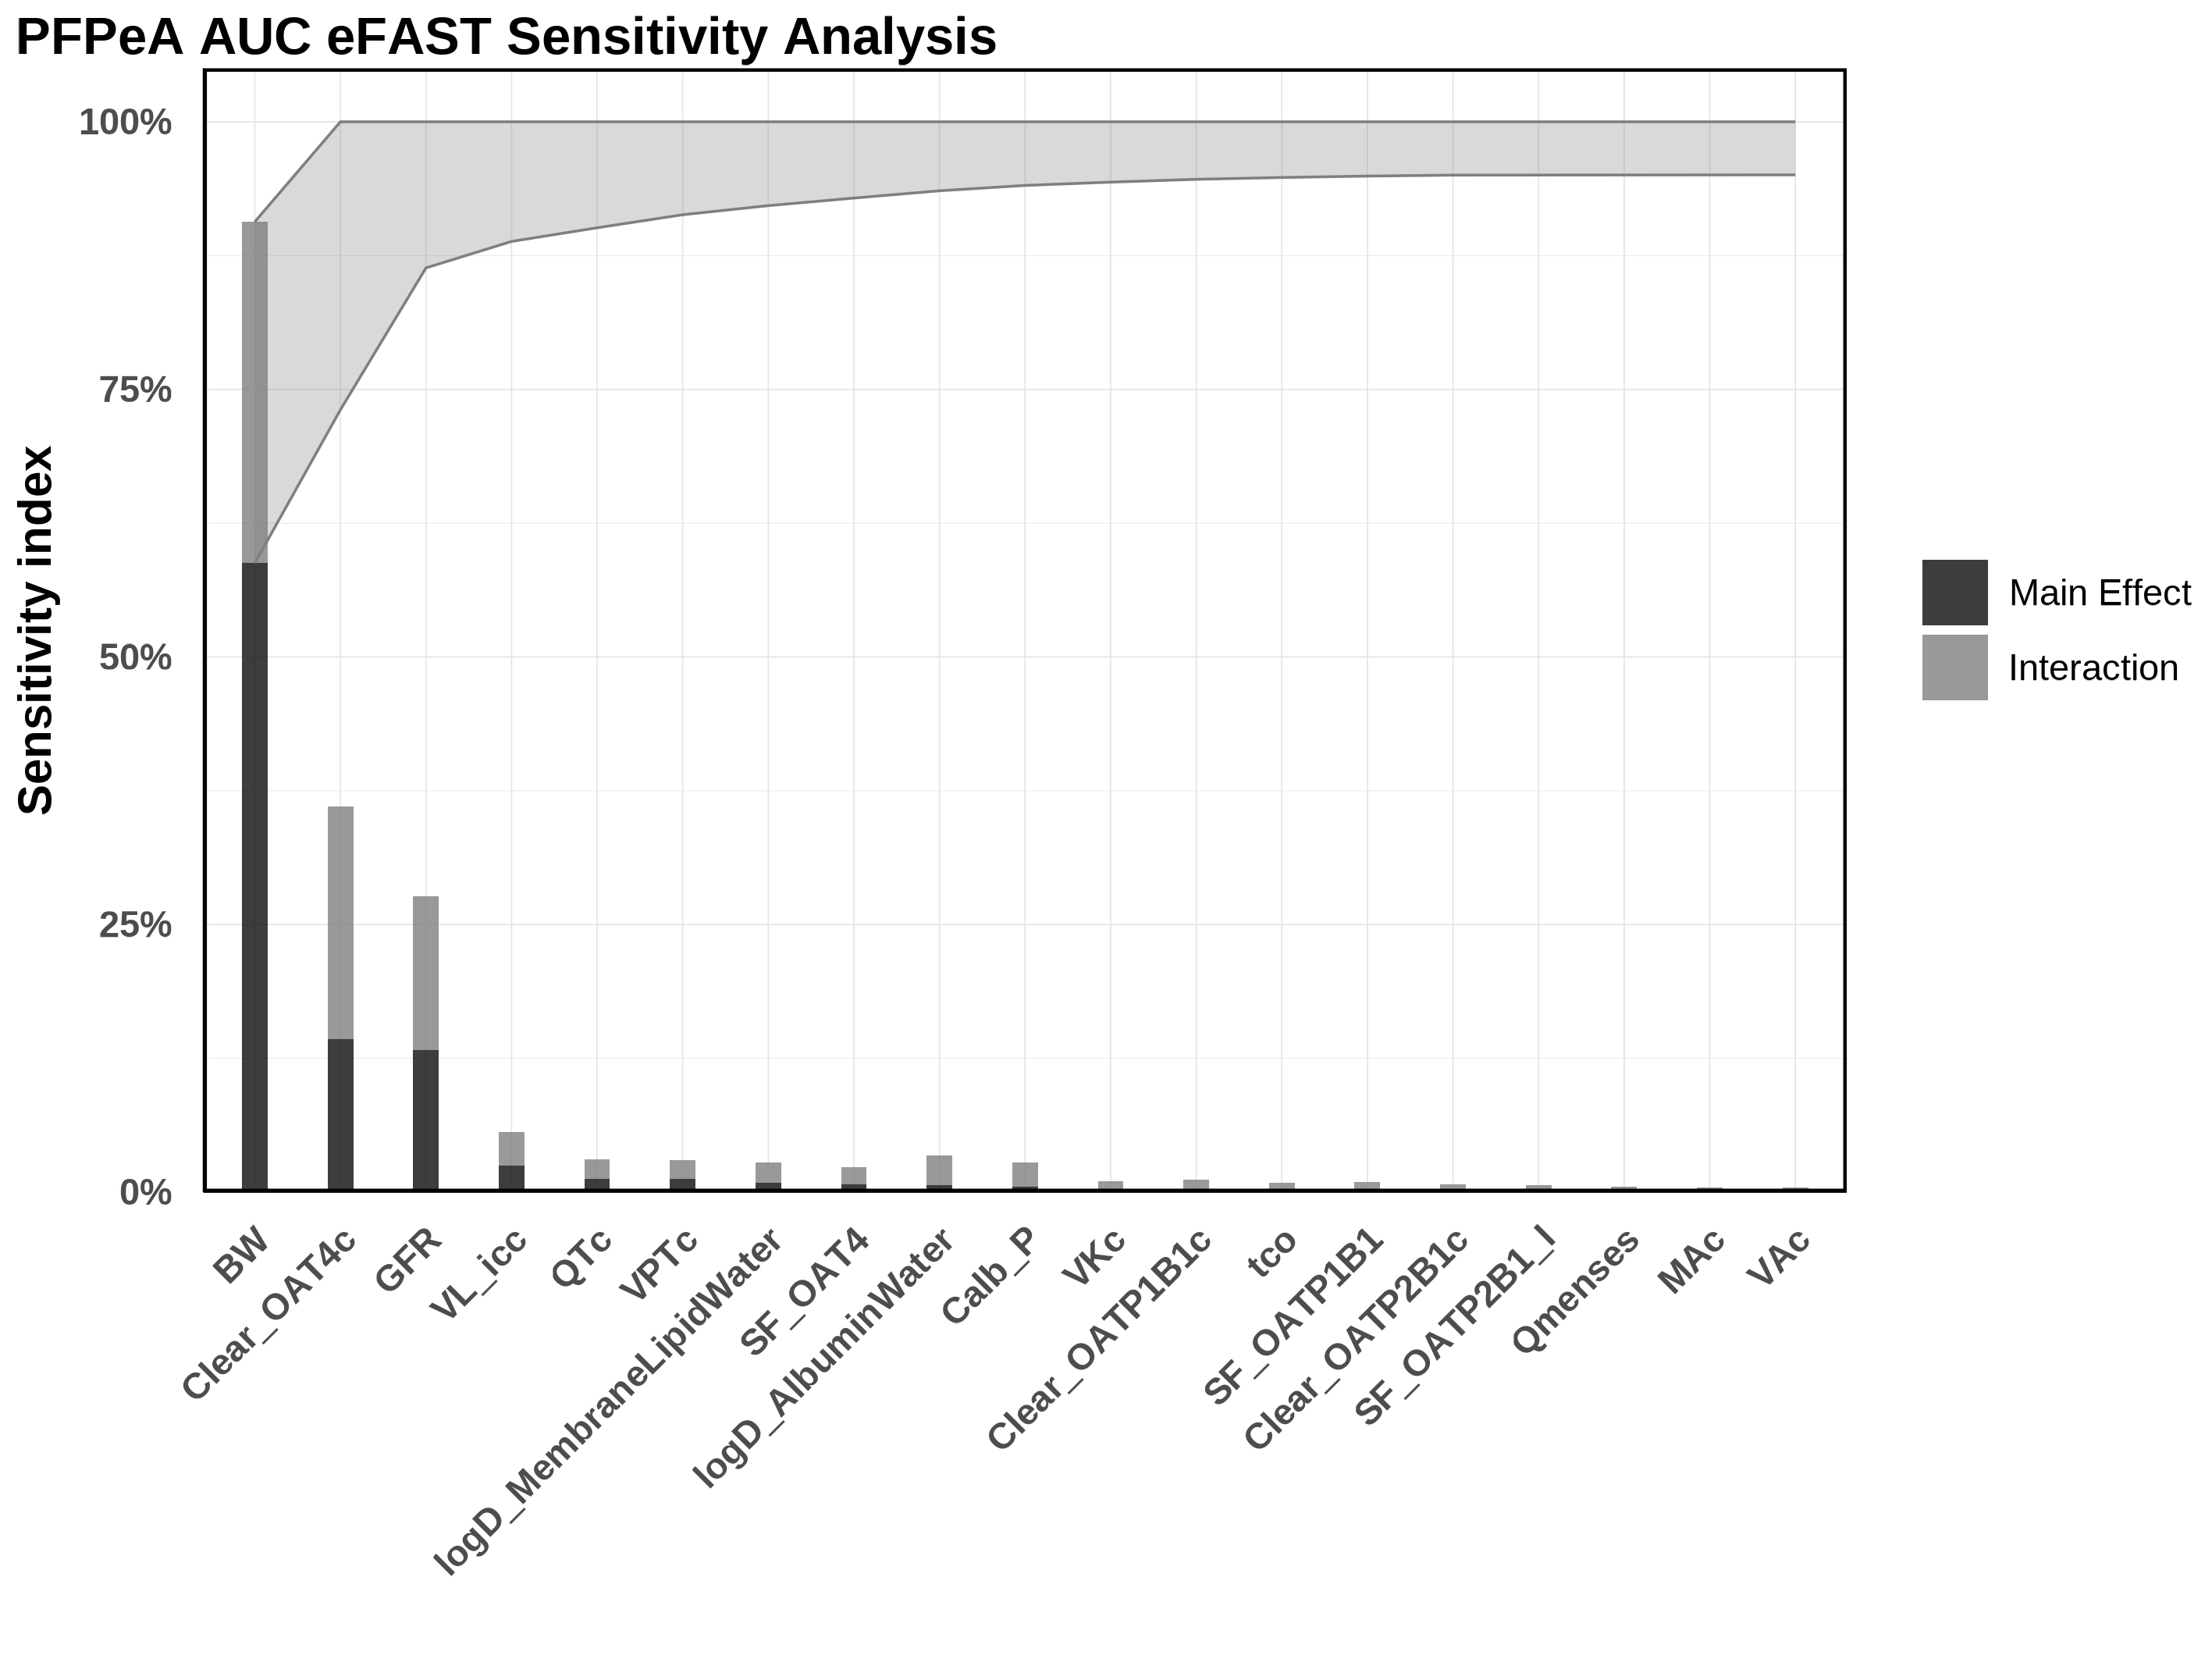 PFPeA AUC eFAST Sensitivity Analysis
Sensitivity index
100%
75%
50%
25%
0%
BW
Clear_OAT4c
GFR
VL_icc
QTc
VPTc
logD_MembraneLipidWater
SF_OAT4
logD_AlbuminWater
Calb_P
VKc
Clear_OATP1B1c
tco
SF_OATP1B1
Clear_OATP2B1c
SF_OATP2B1_l
Qmenses
MAc
VAc
Main Effect
Interaction